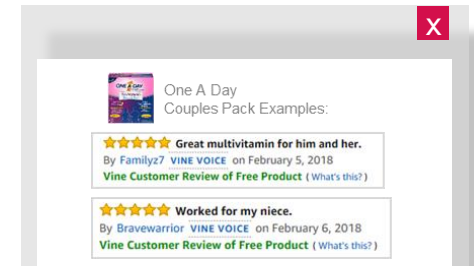 X
ONE A DAY
One A Day
Couples Pack Examples:
Great multivitamin for him and her.
By Familyz7 VINE VOICE on February 5, 2018
Vine Customer Review of Free Product ( What's this? )
Worked for my niece.
By Bravewarrior VINE VOICE on February 6, 2018
Vine Customer Review of Free Product ( What's this? )